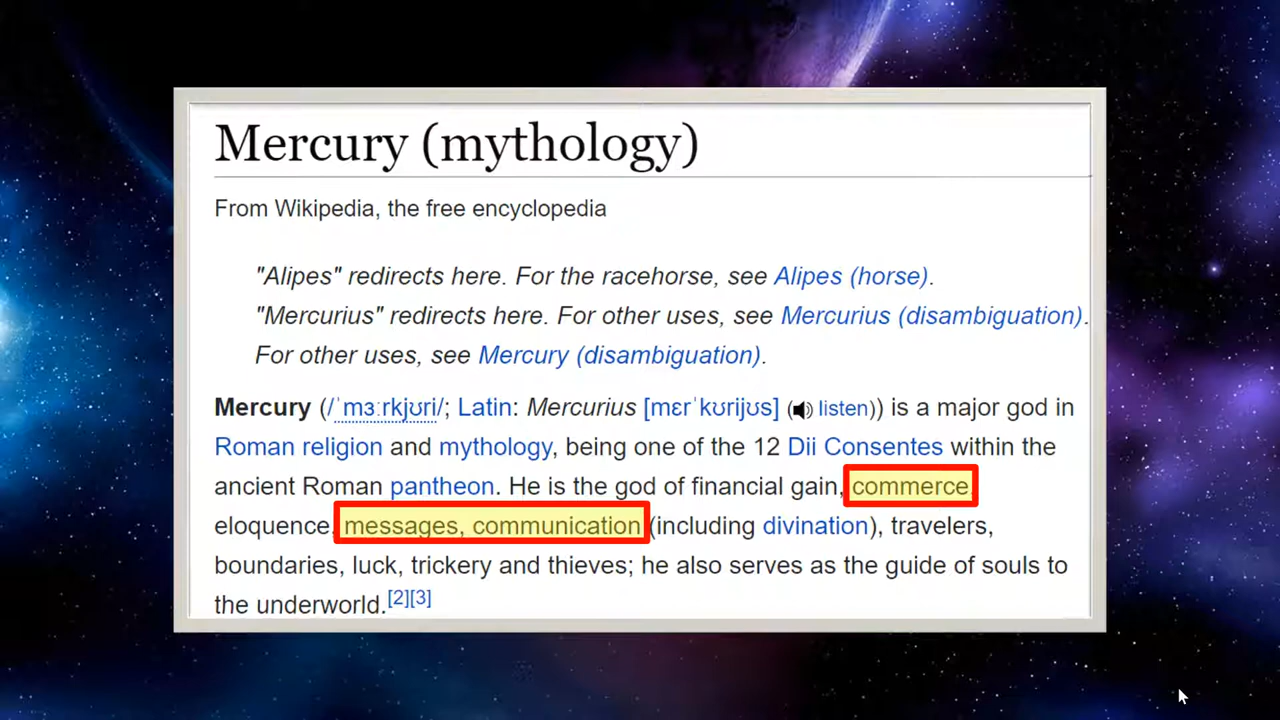 Mercury (mythology)
From Wikipedia, the free encyclopedia
"Alipes" redirects here. For the racehorse, see Alipes (horse).
"Mercurius" redirects here. For other uses, see Mercurius (disambiguation).
For other uses, see Mercury (disambiguation).
Mercury (/ˈmɜːrkjʊri/; Latin: Mercurius [mɛrˈkʊrijʊs] (listen)) is a major god in
Roman religion and mythology, being one of the 12 Dii Consentes within the
ancient Roman pantheon. He is the god of financial gain, commerce,
eloquence, messages, communication (including divination), travelers,
boundaries, luck, trickery and thieves; he also serves as the guide of souls to
the underworld.[2][3]